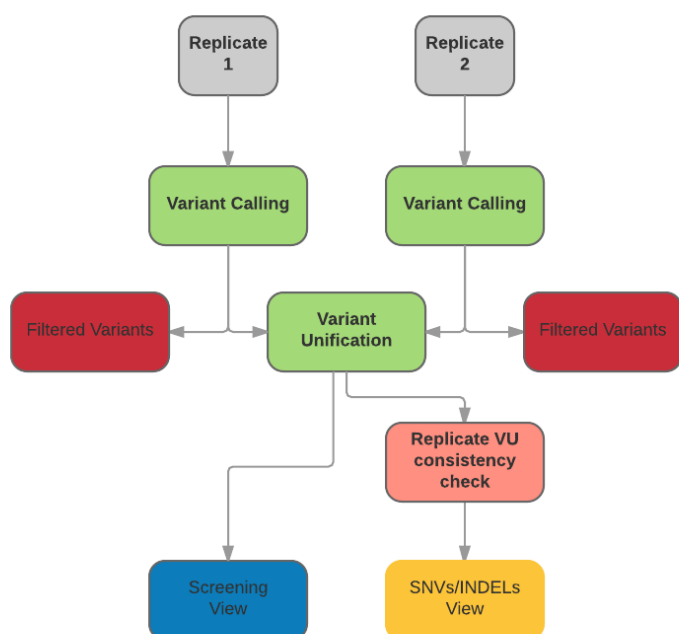 Replicate
1
Replicate
2
Variant Calling
Variant Calling
Filtered Variants
Variant
Unification
Filtered Variants
Replicate VU
consistency
check
Screening
View
SNVs/INDELs
View